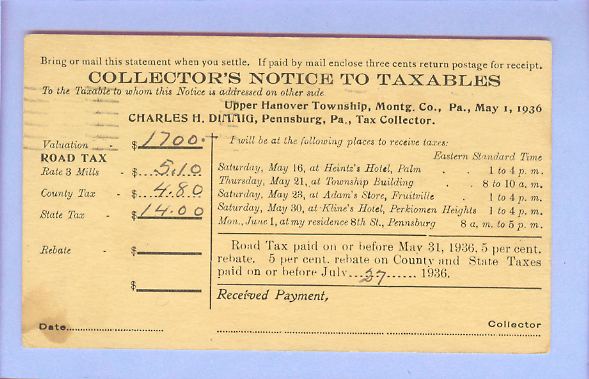 Bring or mail this statement when you settle. If paid by mail enclose three cents return postage for receipt.
COLLECTOR'S NOTICE TO TAXABLES
To the Taxable to whom this Notice is addressed on other side
Upper Hanover Township, Montg. Co., Pa., May 1, 1936
CHARLES H. DIMMIG, Pennsburg, Pa., Tax Collector.
Valuation - $ 1700.
ROAD TAX
Rate 3 Mills - $ 5.10
County Tax - $ 4.80
State Tax - $ 14.00
Rebate - $
$
Date
I will be at the following places to receive taxes:
Eastern Standard Time
Saturday, May 16, at Heintz's Hotel, Palm . . 1 to 4 p. m.
Thursday, May 21, at Township Building . 8 to 10 a. m.
Saturday, May 23, at Adam's Store, Fruitville . 1 to 4 p. m.
Saturday, May 30, at Kline's Hotel, Perkiomen Heights 1 to 4 p. m.
Mon., June 1, at my residence 8th St., Pennsburg 8 a. m. to 5 p. m.
Road Tax paid on or before May 31, 1936, 5 per cent.
rebate. 5 per cent. rebate on County and State Taxes
paid on or before July 27 1936.
Received Payment,
Collector